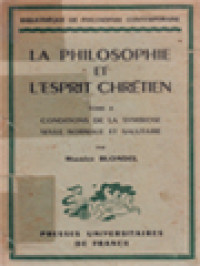 BIBLIOTHÈQUE DE PHILOSOPHIE CONTEMPORAINE
LA PHILOSOPHIE
ET
L'ESPRIT CHRÉTIEN
TOME II
CONDITIONS DE LA SYMBIOSE
SEULE NORMALE ET SALUTAIRE
PAR
Maurice BLONDEL
PRESSES UNIVERSITAIRES
DE FRANCE